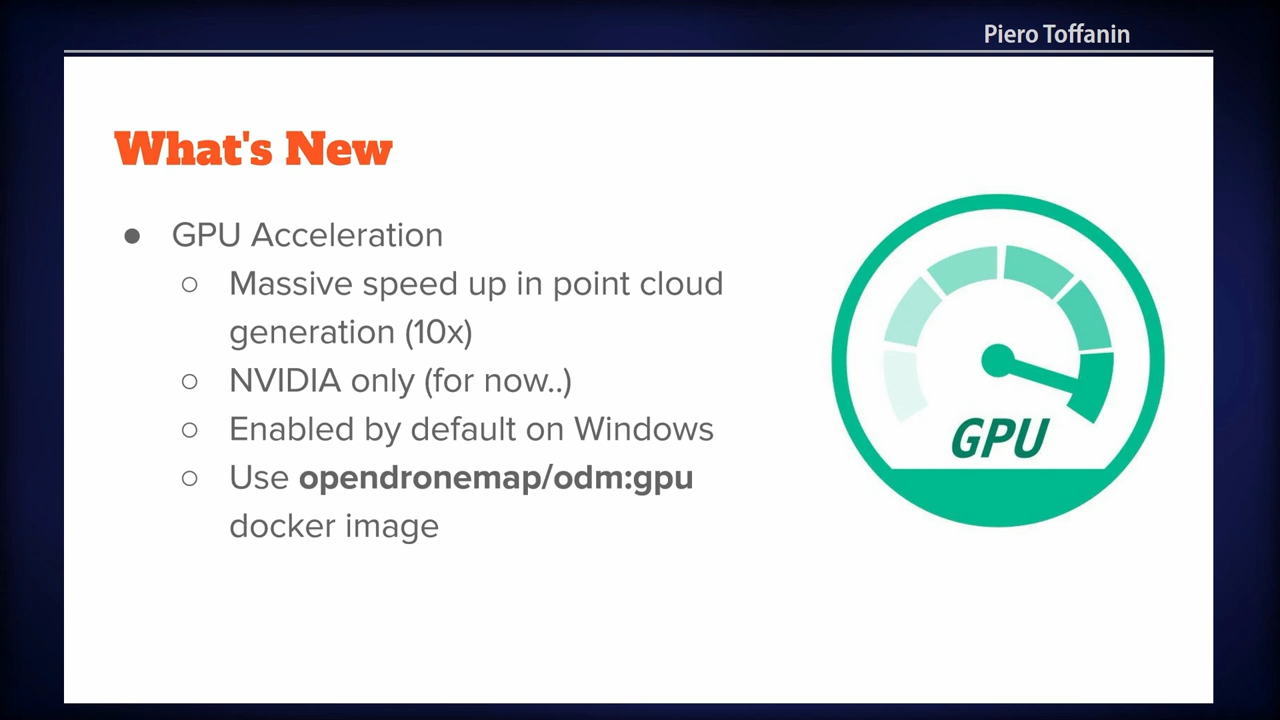 Piero Toffanin
What's New
● GPU Acceleration
○ Massive speed up in point cloud
generation (10x)
○ NVIDIA only (for now..)
○ Enabled by default on Windows
○ Use opendronemap/odm:gpu
docker image
GPU